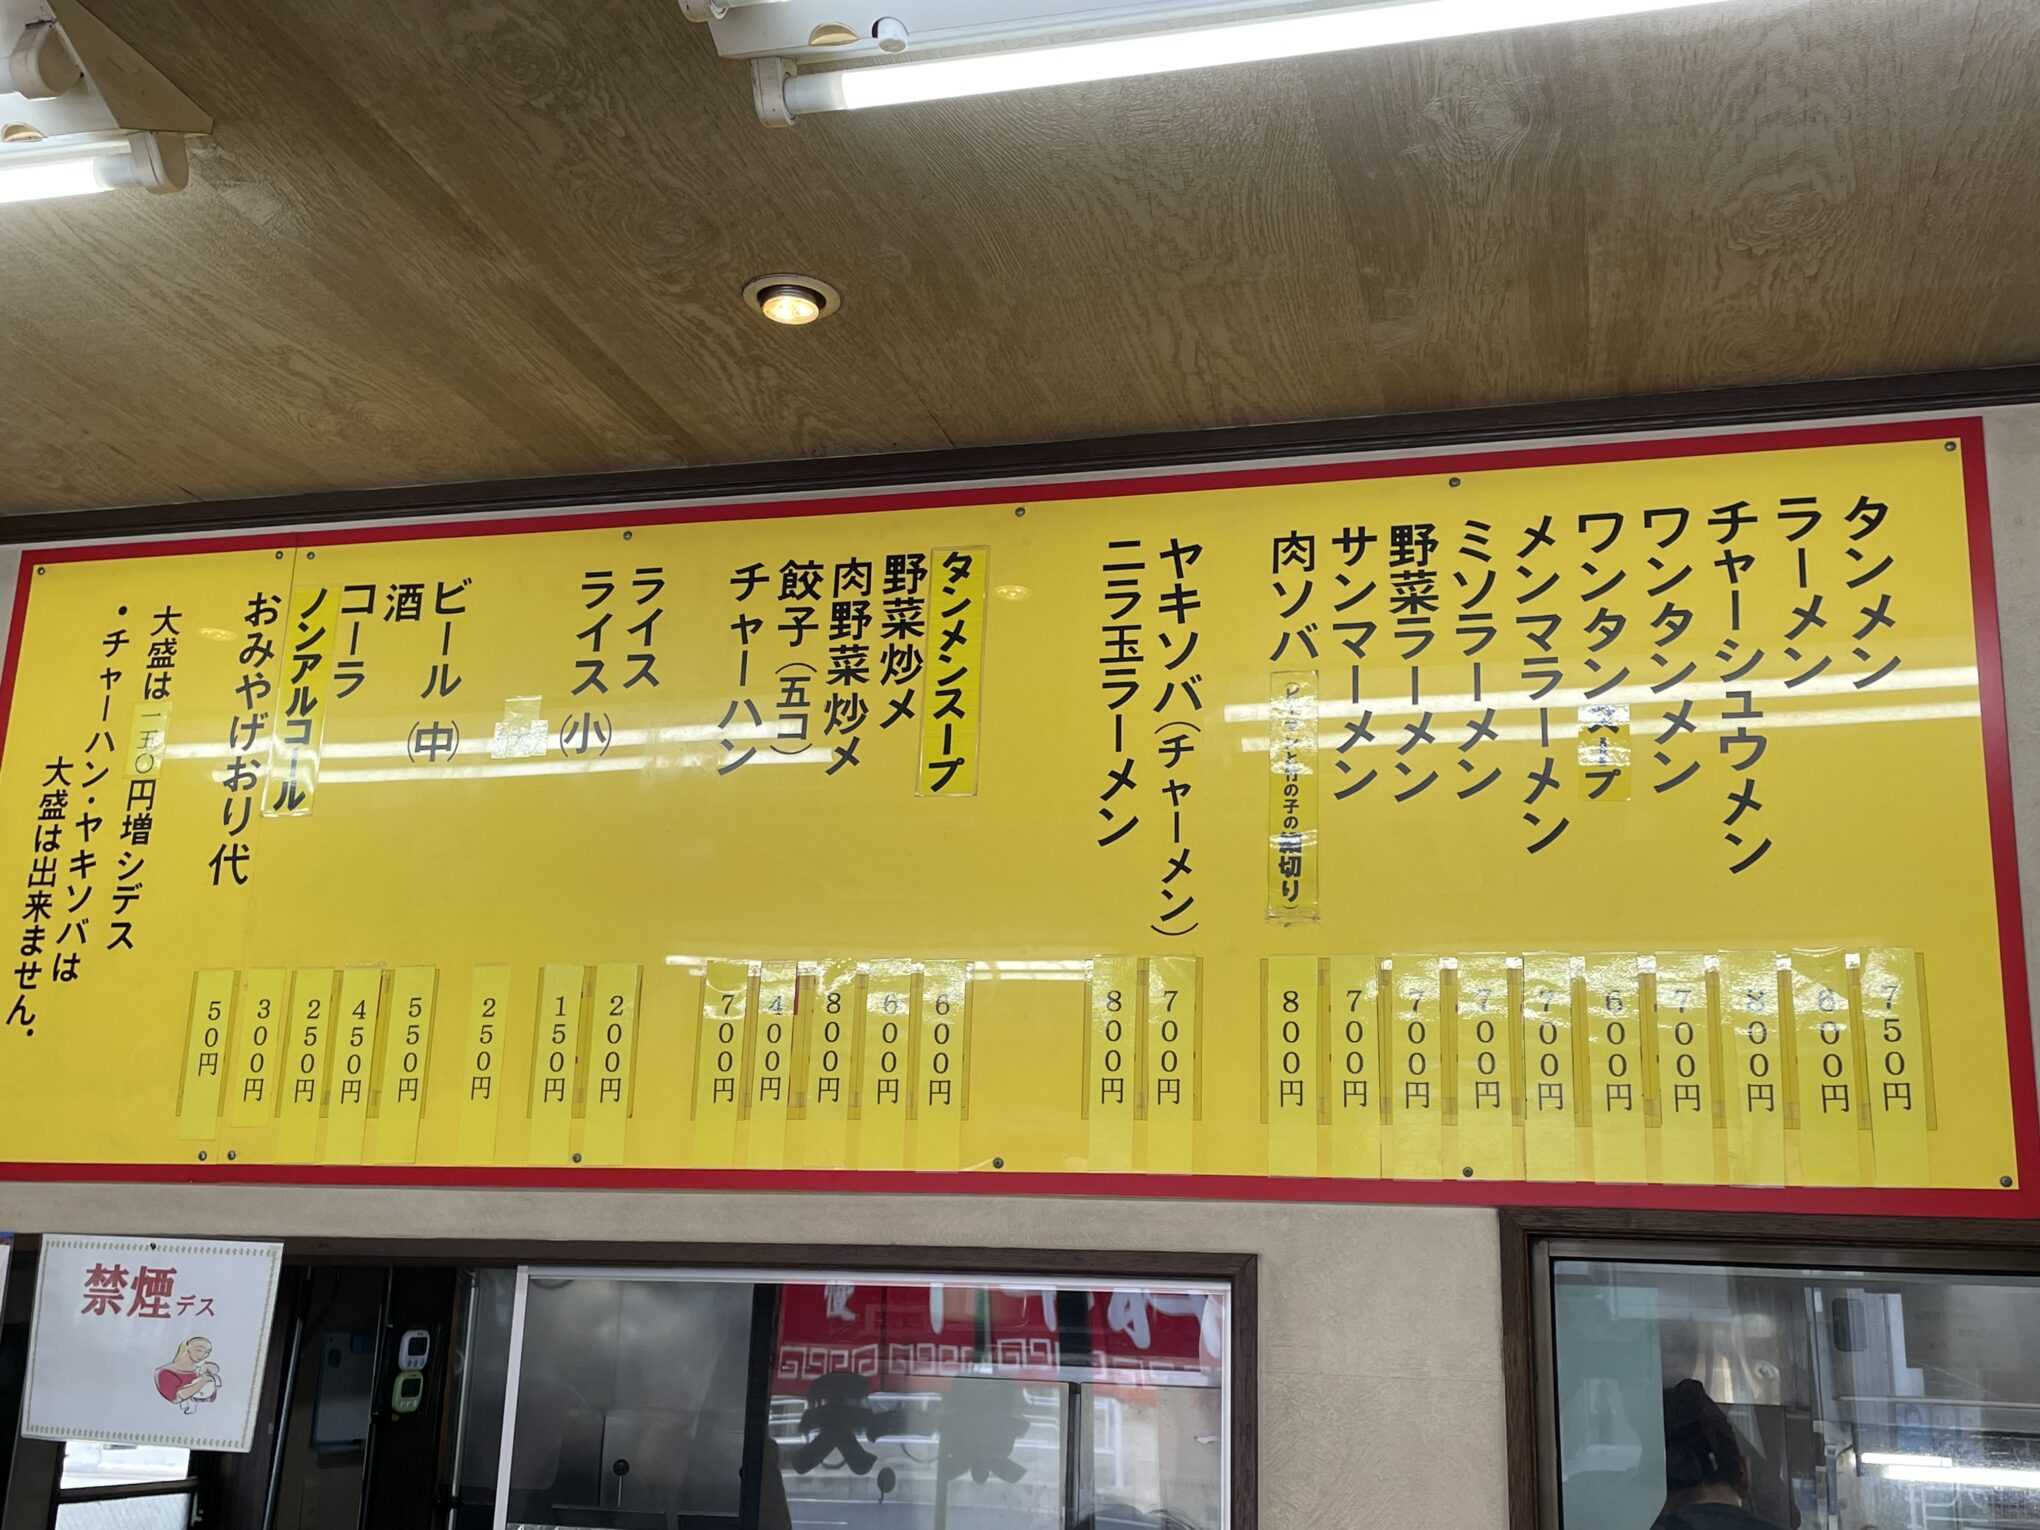 タンメン 750円
ラーメン 600円
チャーシュウメン 800円
ワンタンメン 700円
ワンタンスープ 600円
メンマラーメン 700円
ミソラーメン 700円
野菜ラーメン 700円
サンマーメン 700円
肉ソバ(ピーマンと竹の子の細切り) 800円
ヤキソバ(チャーメン) 700円
ニラ玉ラーメン 800円
タンメンスープ 600円
野菜炒メ 600円
肉野菜炒メ 800円
餃子(五コ) 400円
チャーハン 700円
ライス 200円
ライス(小) 150円
250円
ビール(中) 550円
酒 450円
コーラ 250円
ノンアルコール 300円
おみやげおり代 50円
大盛は一五〇円増シデス
・チャーハン・ヤキソバは
大盛は出来ません.
禁煙デス